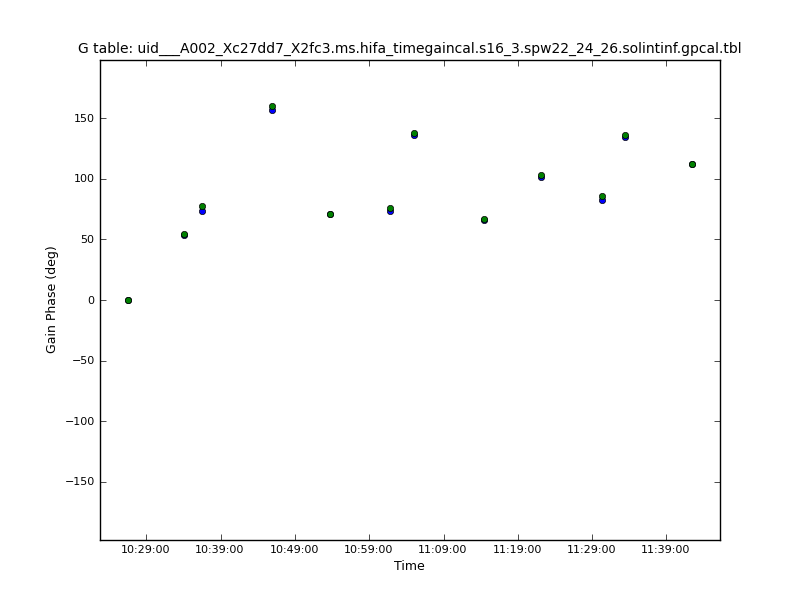 G table: uid___A002_Xc27dd7_X2fc3.ms.hifa_timegaincal.s16_3.spw22_24_26.solintinf.gpcal.tbl
150
100
50
0
−50
−100
−150
Gain Phase (deg)
10:29:00 10:39:00 10:49:00 10:59:00 11:09:00 11:19:00 11:29:00 11:39:00
Time